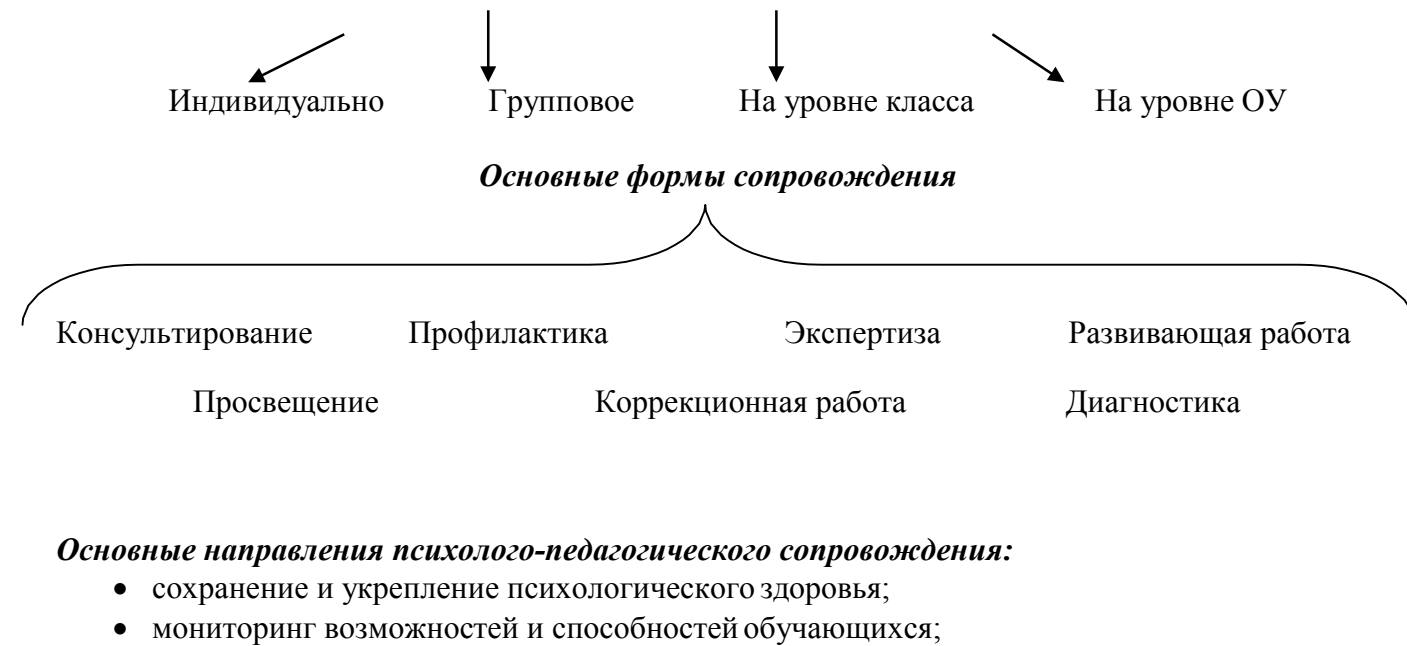 Индивидуально Групповое На уровне класса На уровне ОУ
Основные формы сопровождения
Консультирование Профилактика Экспертиза Развивающая работа
Просвещение Коррекционная работа Диагностика
Основные направления психолого-педагогического сопровождения:
• сохранение и укрепление психологического здоровья;
• мониторинг возможностей и способностей обучающихся;